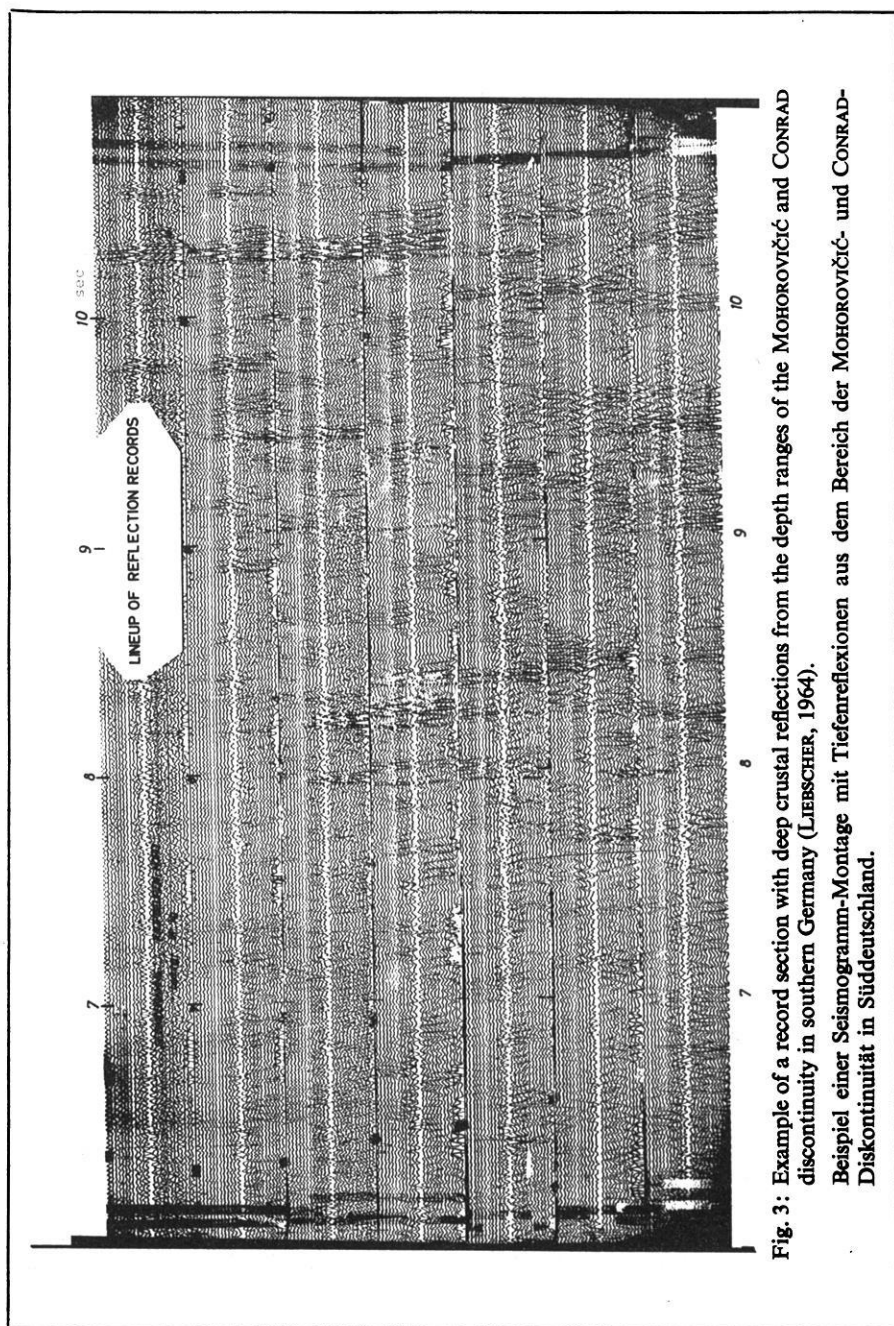 7 8 9 10 sec
LINEUP OF REFLECTION RECORDS
7 8 9 10
Fig. 3: Example of a record section with deep crustal reflections from the depth ranges of the MOHOROVIČIĆ and CONRAD
discontinuity in southern Germany (LIEBSCHER, 1964).
Beispiel einer Seismogramm-Montage mit Tiefenreflexionen aus dem Bereich der MOHOROVIČIĆ- und CONRAD-
Diskontinuität in Süddeutschland.